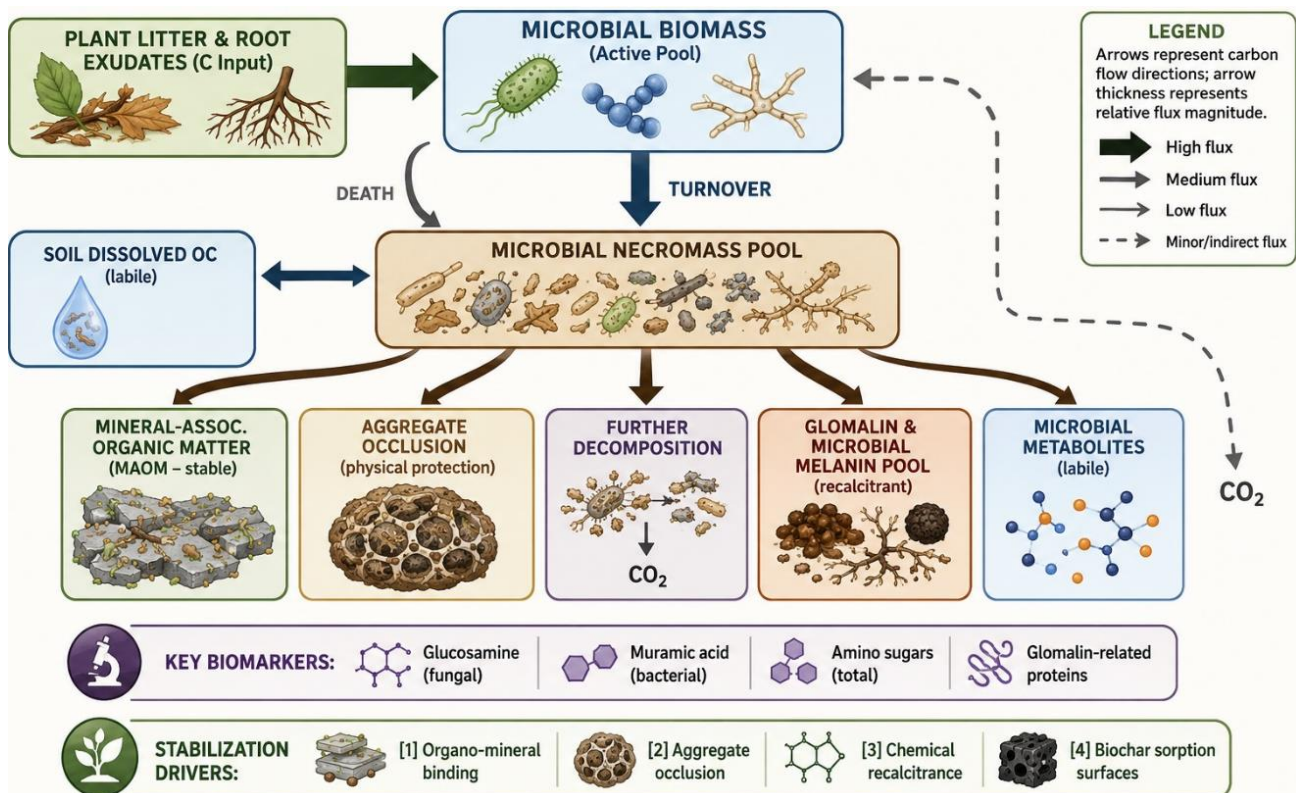 PLANT LITTER & ROOT
EXUDATES (C Input)
MICROBIAL BIOMASS
(Active Pool)
LEGEND
Arrows represent carbon
flow directions; arrow
thickness represents
relative flux magnitude.
High flux
Medium flux
Low flux
Minor/indirect flux
DEATH
TURNOVER
SOIL DISSOLVED OC
(labile)
MICROBIAL NECROMASS POOL
MINERAL-ASSOC.
ORGANIC MATTER
(MAOM – stable)
AGGREGATE
OCCLUSION
(physical protection)
FURTHER
DECOMPOSITION
CO₂
GLOMALIN &
MICROBIAL
MELANIN POOL
(recalcitrant)
MICROBIAL
METABOLITES
(labile)
CO₂
KEY BIOMARKERS:
Glucosamine
(fungal)
Muramic acid
(bacterial)
Amino sugars
(total)
Glomalin-related
proteins
STABILIZATION
DRIVERS:
[1] Organo-mineral
binding
[2] Aggregate
occlusion
[3] Chemical
recalcitrance
[4] Biochar sorption
surfaces